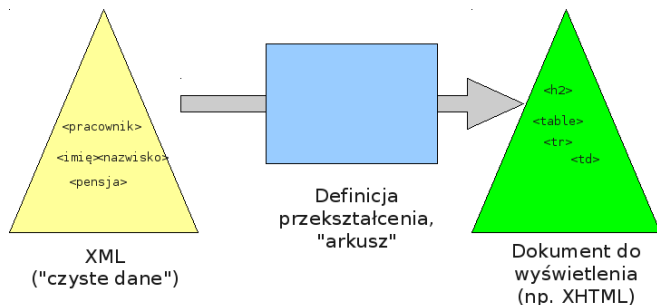 <pracownik>
<imię><nazwisko>
<pensja>
XML
("czyste dane")
Definicja
przekształcenia,
"arkusz"
<h2>
<table>
<tr>
<td>
Dokument do
wyświetlenia
(np. XHTML)